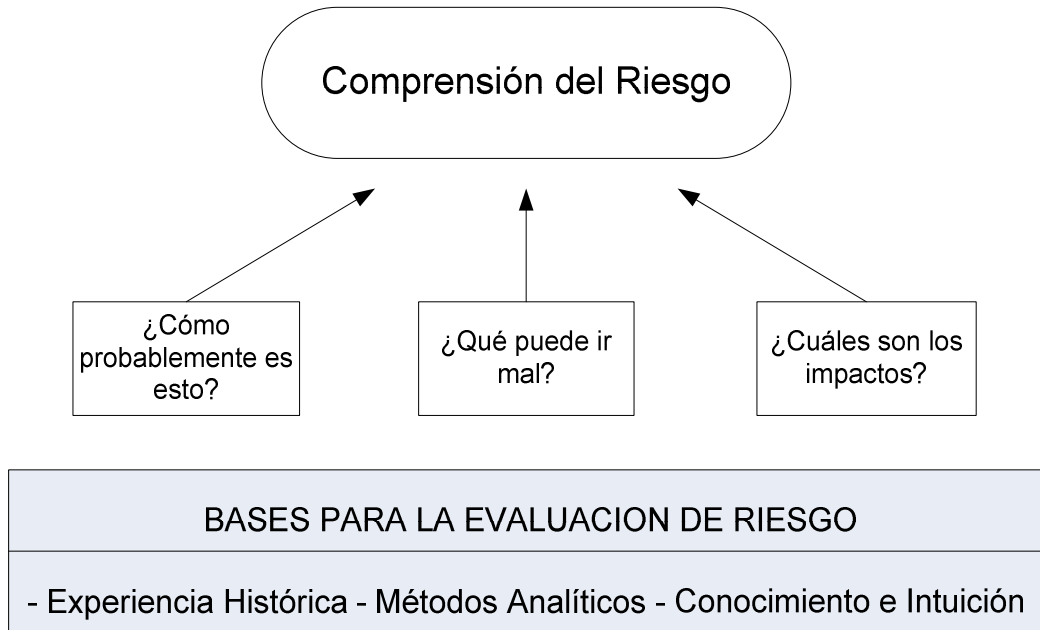 Comprensión del Riesgo
¿Cómo
probablemente es
esto?
¿Qué puede ir
mal?
¿Cuáles son los
impactos?
BASES PARA LA EVALUACION DE RIESGO
- Experiencia Histórica - Métodos Analíticos - Conocimiento e Intuición